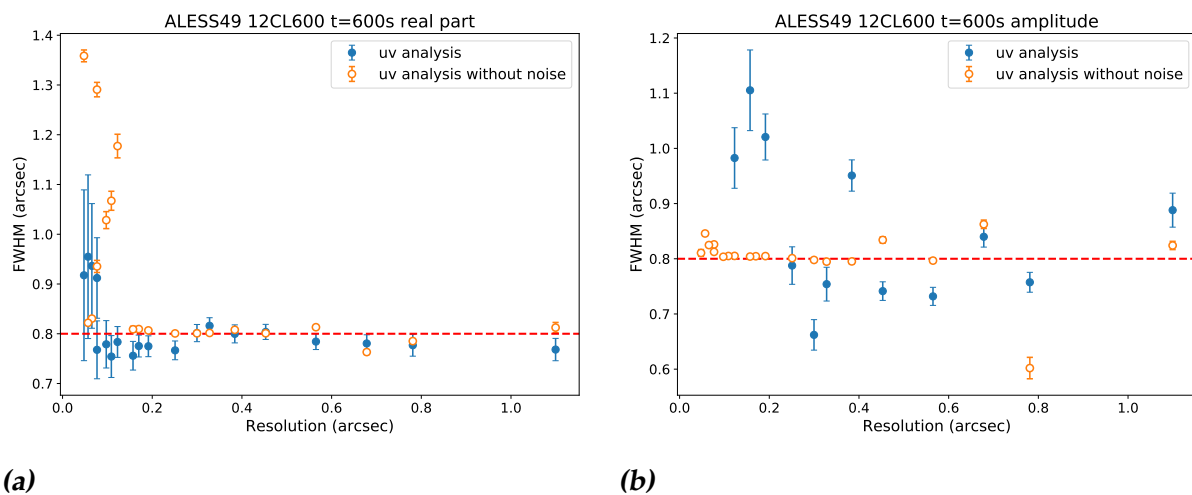 ALESS49 12CL600 t=600s real part
uv analysis
uv analysis without noise
FWHM (arcsec)
1.4
1.3
1.2
1.1
1.0
0.9
0.8
0.7
0.0 0.2 0.4 0.6 0.8 1.0
Resolution (arcsec)
(a)
ALESS49 12CL600 t=600s amplitude
uv analysis
uv analysis without noise
FWHM (arcsec)
1.2
1.1
1.0
0.9
0.8
0.7
0.6
0.0 0.2 0.4 0.6 0.8 1.0
Resolution (arcsec)
(b)